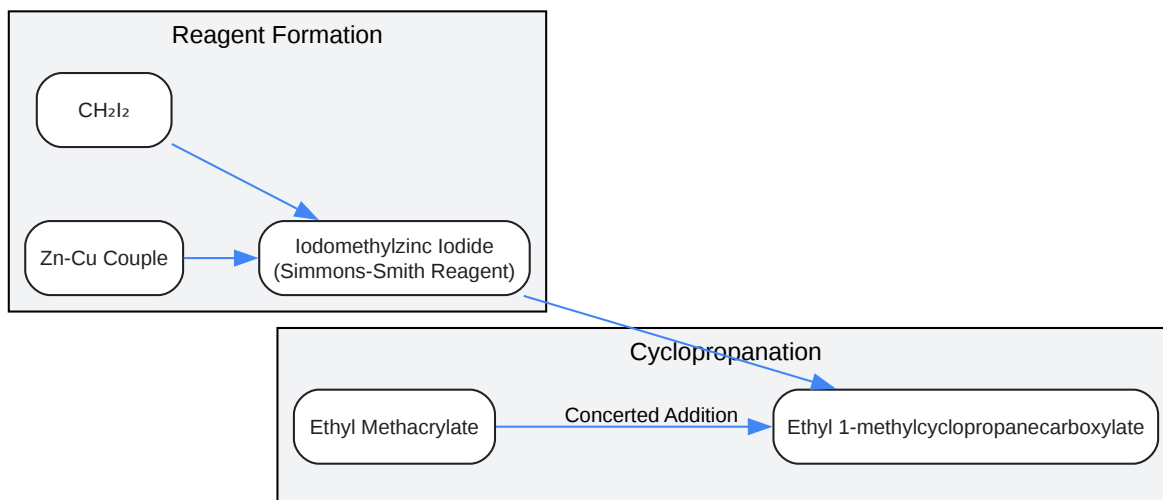 Reagent Formation
CH₂I₂
Zn-Cu Couple
Iodomethylzinc Iodide
(Simmons-Smith Reagent)
Cyclopropanation
Ethyl Methacrylate
Concerted Addition
Ethyl 1-methylcyclopropanecarboxylate